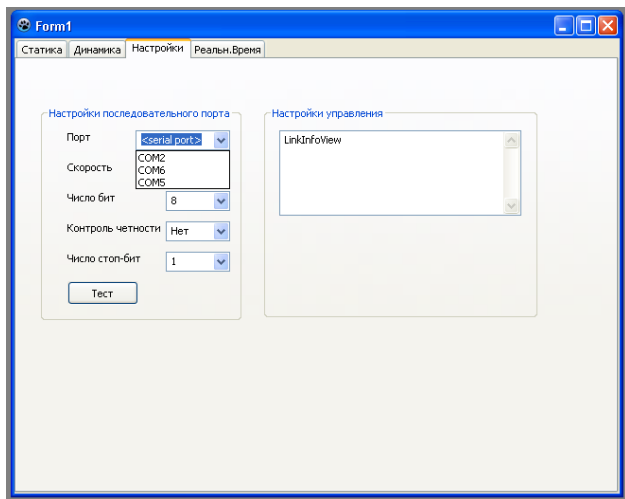 Form1
Статика Динамика Настройки Реальн.Время
Настройки последовательного порта
Порт <serial port>
COM2
COM6
COM5
Скорость
Число бит 8
Контроль четности Нет
Число стоп-бит 1
Тест
Настройки управления
LinkInfoView